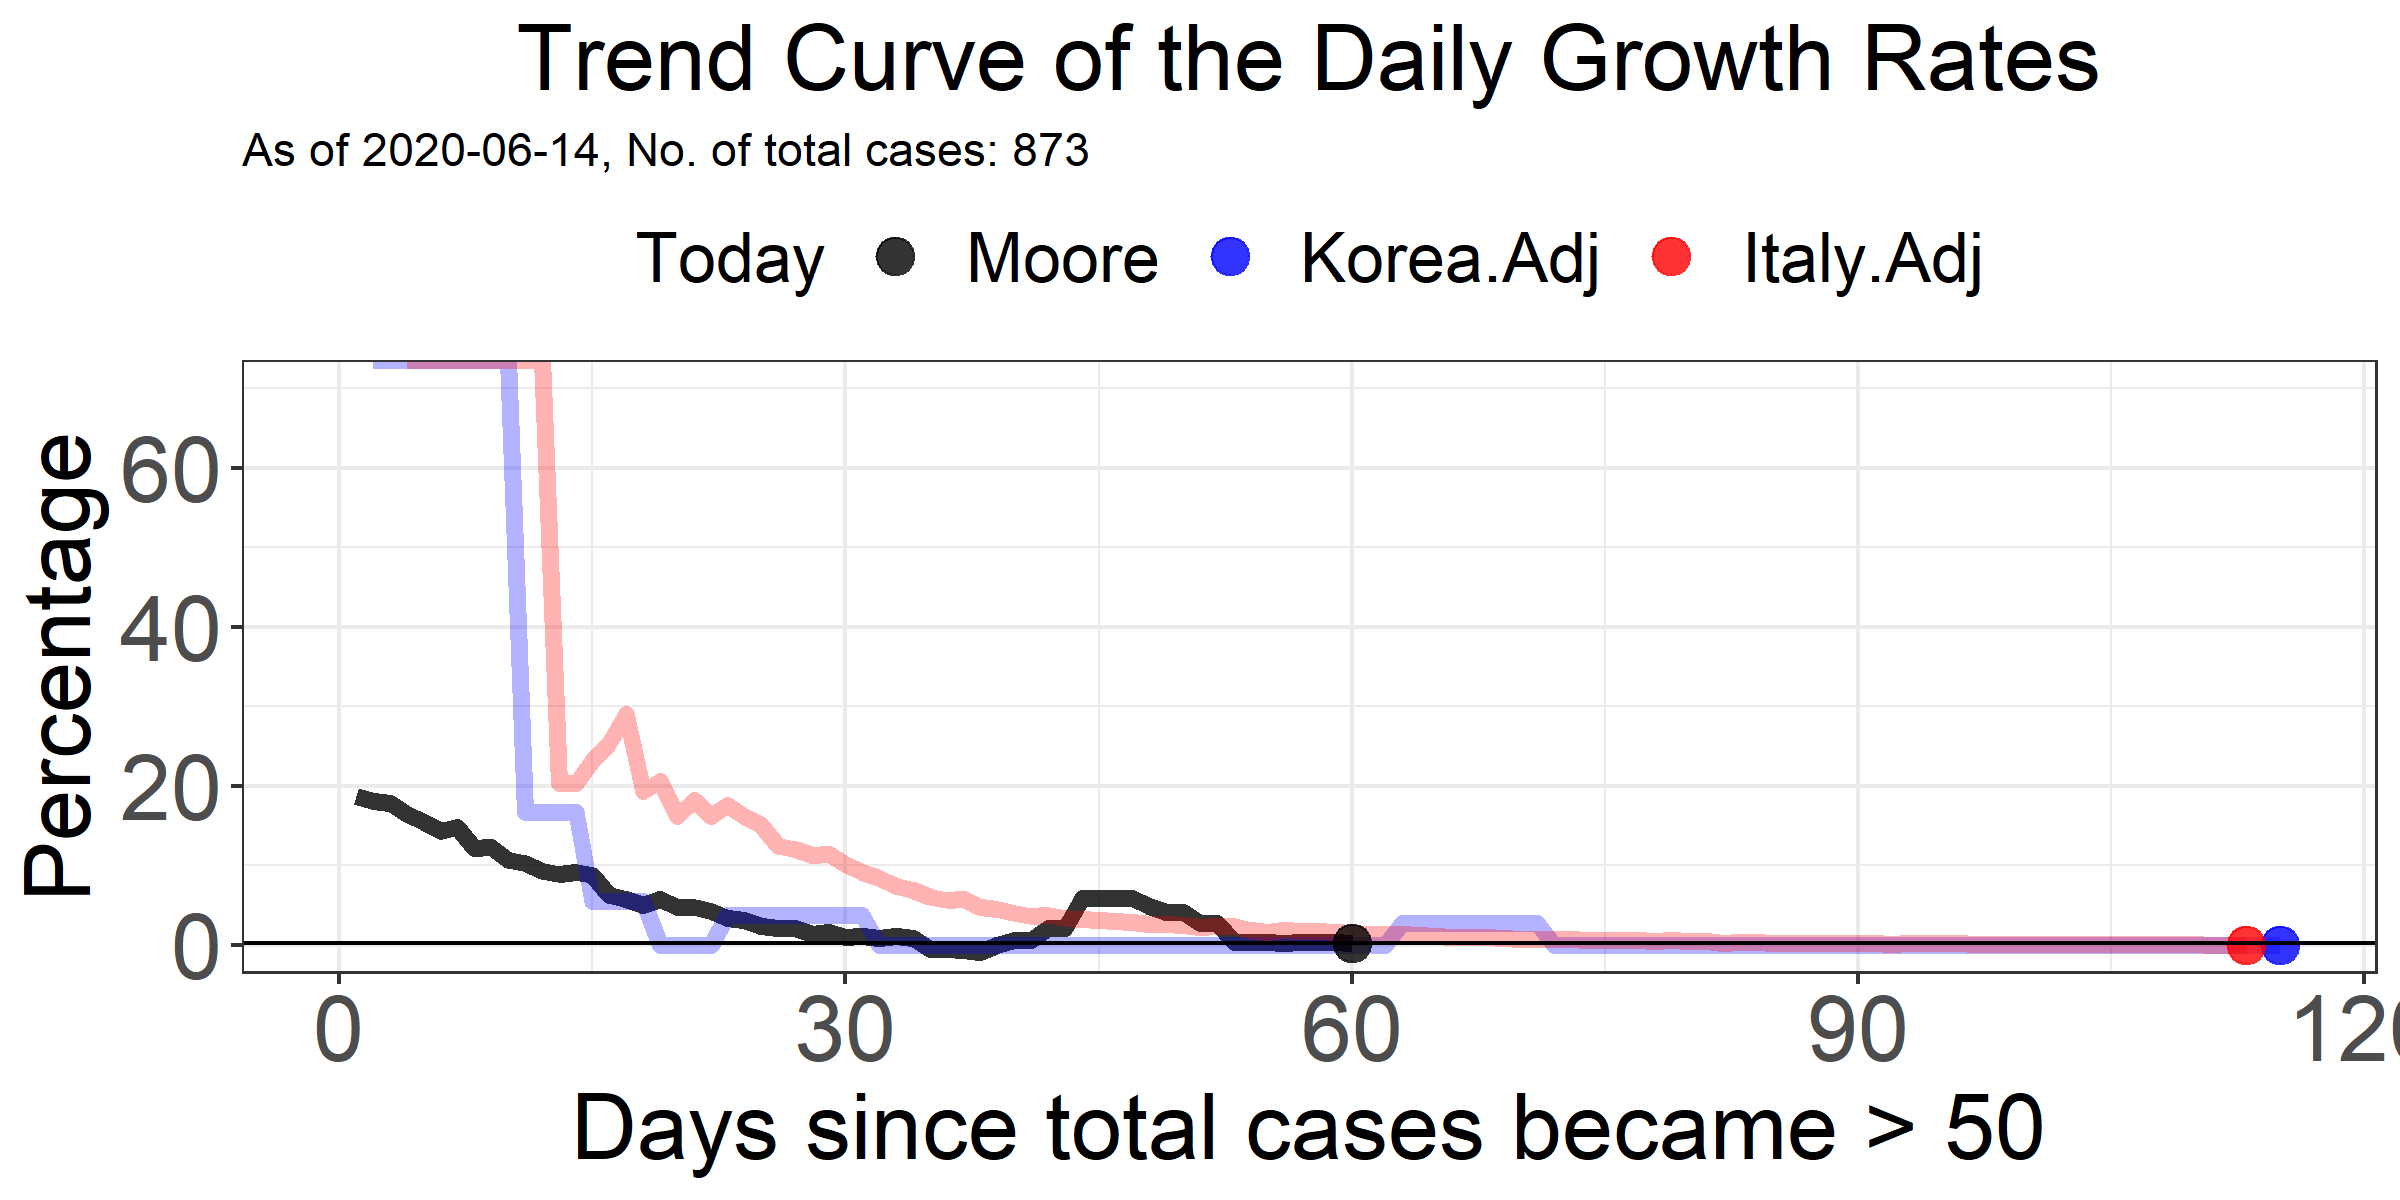 Trend Curve of the Daily Growth Rates
As of 2020-06-14, No. of total cases: 873
Today Moore Korea.Adj Italy.Adj
Percentage
60
40
20
0
0 30 60 90 120
Days since total cases became > 50